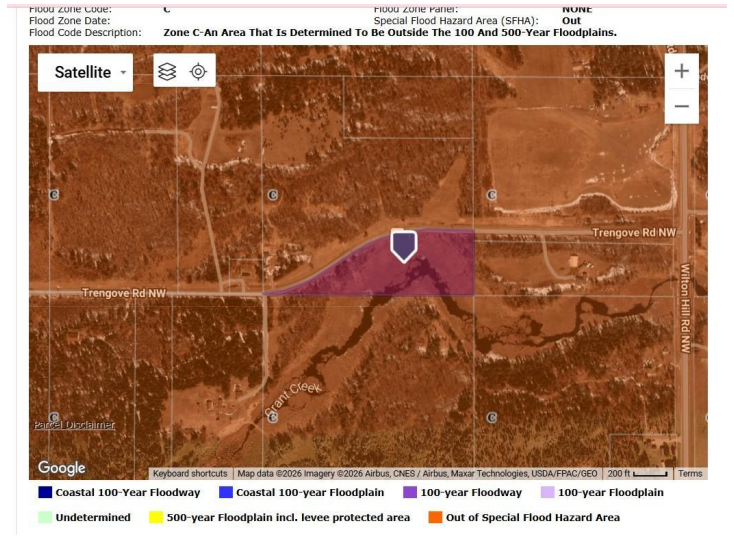 Flood Zone Code: C Flood Zone Panel: NONE
Flood Zone Date: Special Flood Hazard Area (SFHA): Out
Flood Code Description: Zone C-An Area That Is Determined To Be Outside The 100 And 500-Year Floodplains.
Satellite
C C C
Trengove Rd NW
Trengove Rd NW
Wilton Hill Rd NW
Grant Creek
C C C
Parcel Disclaimer
Google
Keyboard shortcuts Map data ©2026 Imagery ©2026 Airbus, CNES / Airbus, Maxar Technologies, USDA/FPAC/GEO 200 ft Terms
Coastal 100-Year Floodway Coastal 100-year Floodplain 100-year Floodway 100-year Floodplain
Undetermined 500-year Floodplain incl. levee protected area Out of Special Flood Hazard Area